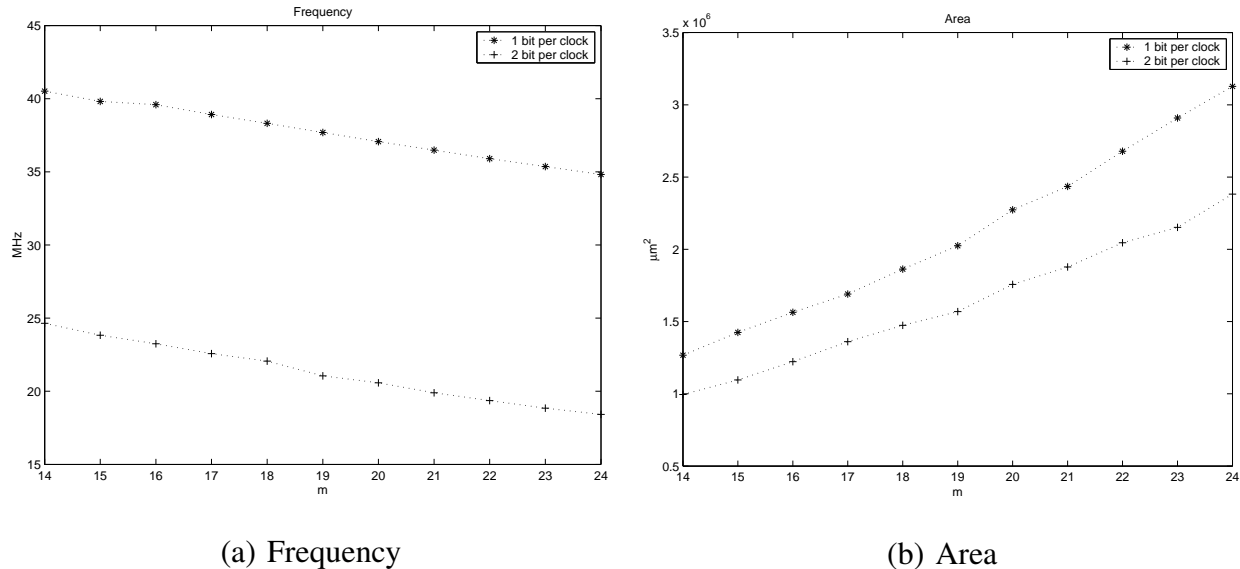 Frequency
45
40
35
30
25
20
15
MHz
14 15 16 17 18 19 20 21 22 23 24
m
1 bit per clock
2 bit per clock
(a) Frequency
Area
x 10^6
3.5
3
2.5
2
1.5
1
0.5
µm²
14 15 16 17 18 19 20 21 22 23 24
m
1 bit per clock
2 bit per clock
(b) Area